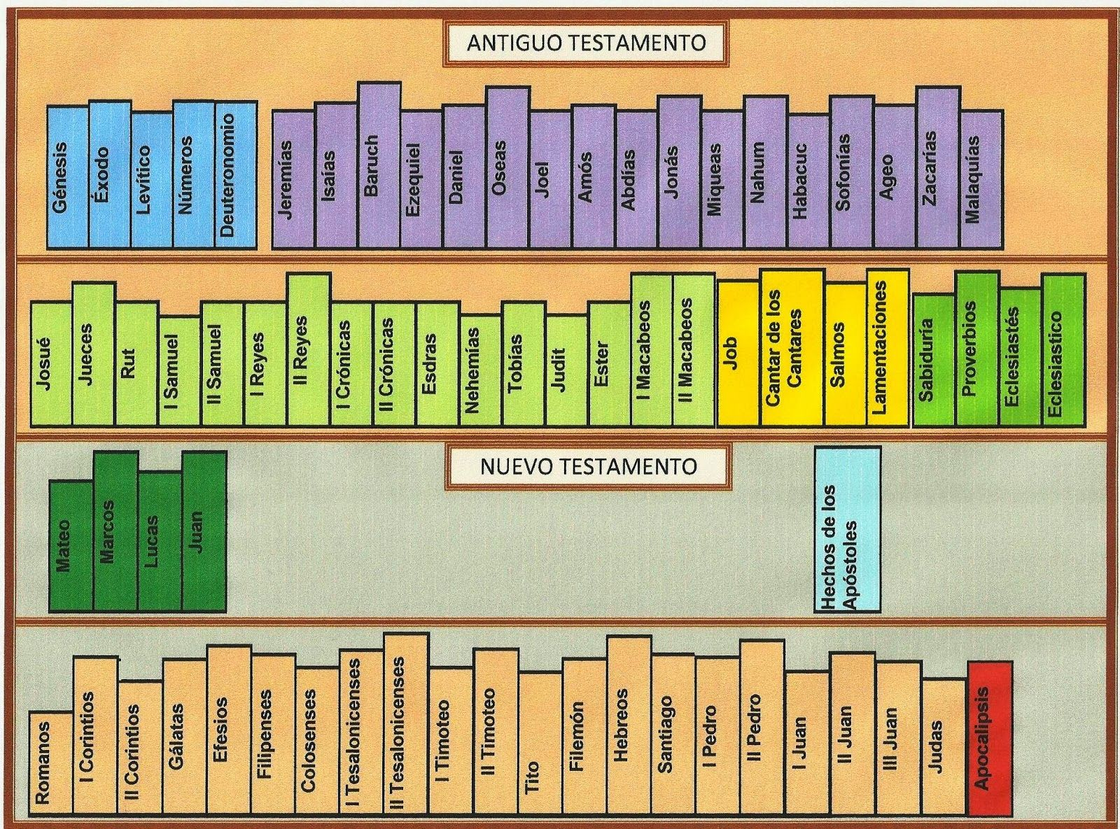 ANTIGUO TESTAMENTO
Génesis
Éxodo
Levítico
Números
Deuteronomio
Jeremías
Isaias
Baruch
Ezequiel
Daniel
Oseas
Joel
Amós
Abdías
Jonás
Miqueas
Nahum
Habacuc
Sofonías
Ageo
Zacarías
Malaquías
Josué
Jueces
Rut
I Samuel
II Samuel
I Reyes
II Reyes
I Crónicas
II Crónicas
Esdras
Nehemías
Tobías
Judit
Ester
I Macabeos
II Macabeos
Job
Cantar de los
Cantares
Salmos
Lamentaciones
Sabiduría
Proverbios
Eclesiastés
Eclesiastico
NUEVO TESTAMENTO
Mateo
Marcos
Lucas
Juan
Hechos de los
Apóstoles
Romanos
I Corintios
II Corintios
Gálatas
Efesios
Filipenses
Colosenses
I Tesalonicenses
II Tesalonicenses
I Timoteo
II Timoteo
Tito
Filemón
Hebreos
Santiago
I Pedro
II Pedro
I Juan
II Juan
III Juan
Judas
Apocalipsis